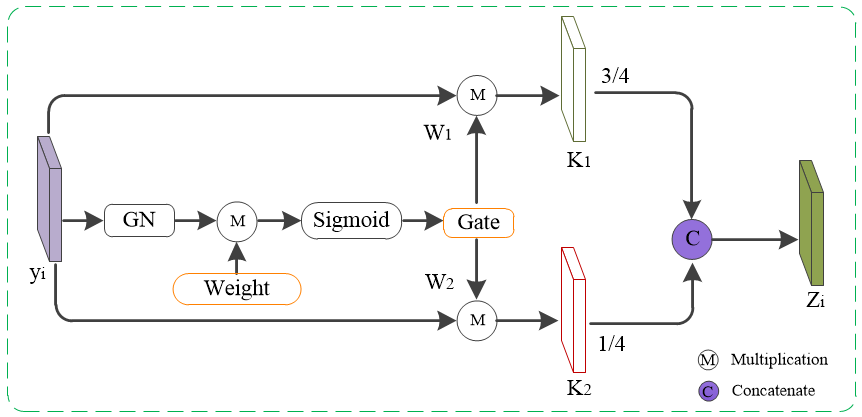 M
3/4
W₁
K₁
GN
M
Sigmoid
Gate
C
yᵢ
Weight
W₂
Zᵢ
M
1/4
K₂
M Multiplication
C Concatenate